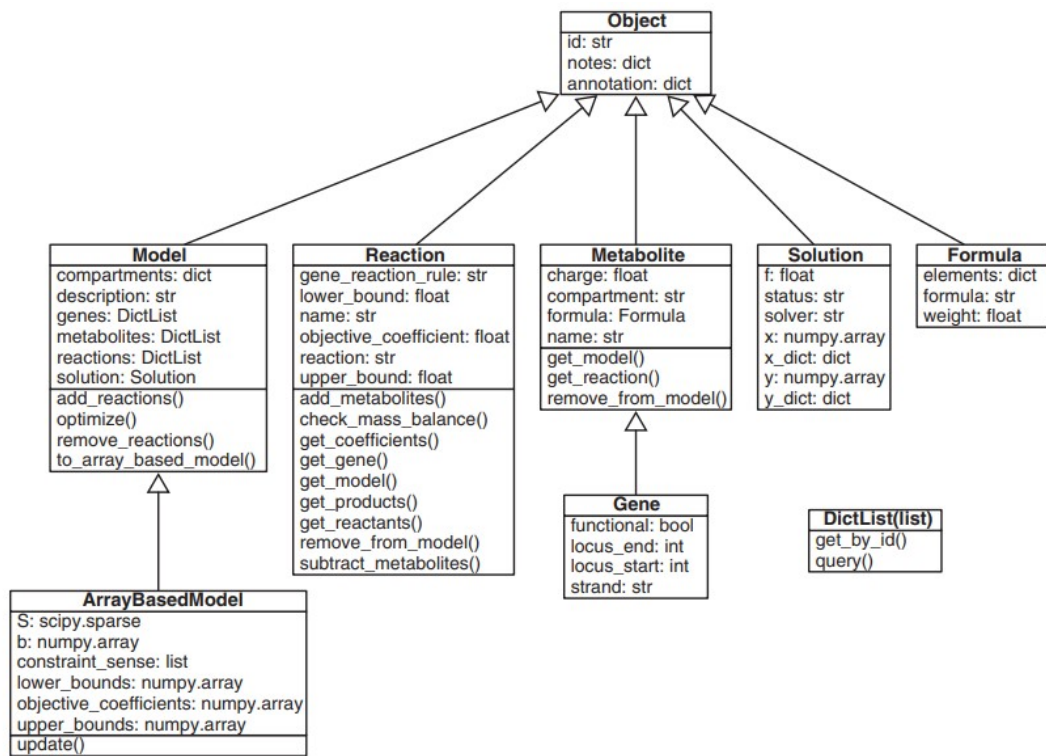 Object
id: str
notes: dict
annotation: dict
Model
compartments: dict
description: str
genes: DictList
metabolites: DictList
reactions: DictList
solution: Solution
add_reactions()
optimize()
remove_reactions()
to_array_based_model()
Reaction
gene_reaction_rule: str
lower_bound: float
name: str
objective_coefficient: float
reaction: str
upper_bound: float
add_metabolites()
check_mass_balance()
get_coefficients()
get_gene()
get_model()
get_products()
get_reactants()
remove_from_model()
subtract_metabolites()
Metabolite
charge: float
compartment: str
formula: Formula
name: str
get_model()
get_reaction()
remove_from_model()
Solution
f: float
status: str
solver: str
x: numpy.array
x_dict: dict
y: numpy.array
y_dict: dict
Formula
elements: dict
formula: str
weight: float
Gene
functional: bool
locus_end: int
locus_start: int
strand: str
DictList(list)
get_by_id()
query()
ArrayBasedModel
S: scipy.sparse
b: numpy.array
constraint_sense: list
lower_bounds: numpy.array
objective_coefficients: numpy.array
upper_bounds: numpy.array
update()